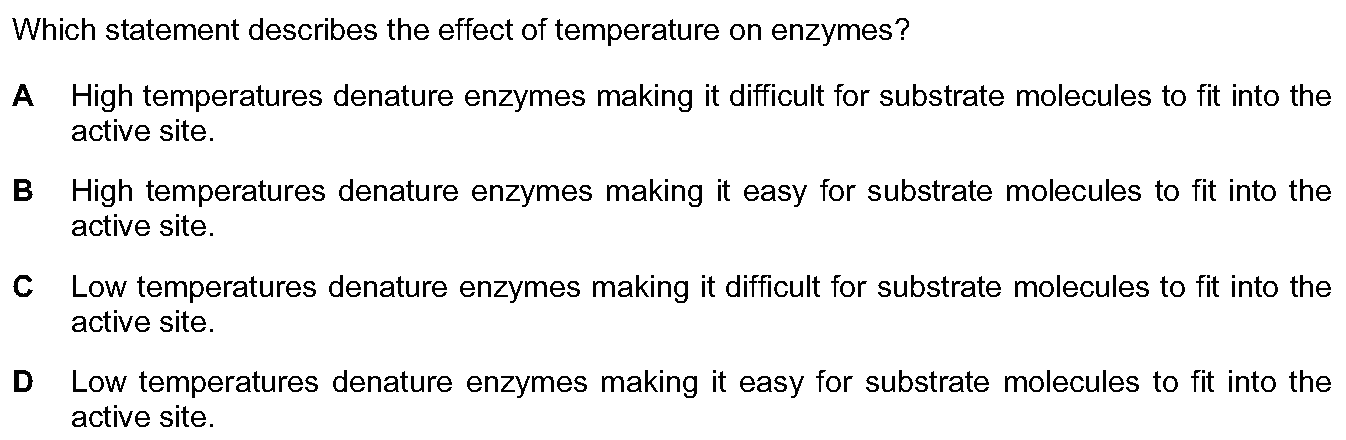 Which statement describes the effect of temperature on enzymes?
A High temperatures denature enzymes making it difficult for substrate molecules to fit into the
active site.
B High temperatures denature enzymes making it easy for substrate molecules to fit into the
active site.
C Low temperatures denature enzymes making it difficult for substrate molecules to fit into the
active site.
D Low temperatures denature enzymes making it easy for substrate molecules to fit into the
active site.